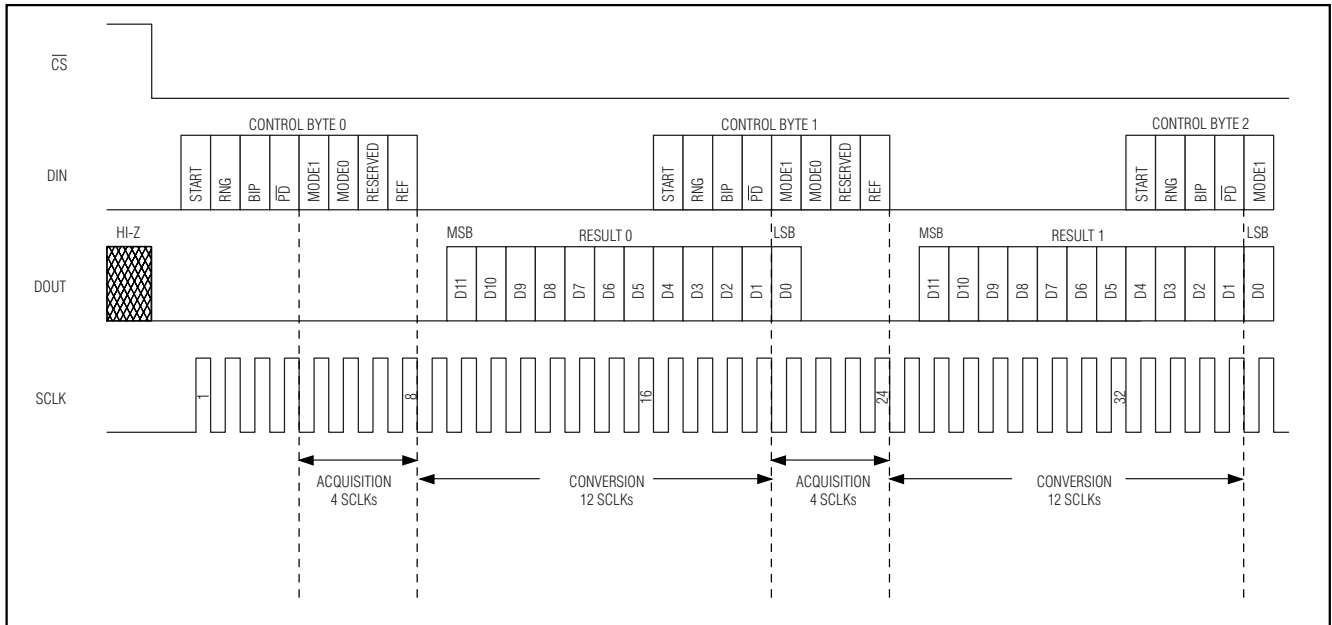 CS
CONTROL BYTE 0
CONTROL BYTE 1
CONTROL BYTE 2
DIN
START
RNG
BIP
PD
MODE1
MODE0
RESERVED
REF
START
RNG
BIP
PD
MODE1
MODE0
RESERVED
REF
START
RNG
BIP
PD
MODE1
HI-Z
MSB
RESULT 0
LSB
MSB
RESULT 1
LSB
DOUT
D11
D10
D9
D8
D7
D6
D5
D4
D3
D2
D1
D0
D11
D10
D9
D8
D7
D6
D5
D4
D3
D2
D1
D0
SCLK
1
8
16
24
32
ACQUISITION
4 SCLKs
CONVERSION
12 SCLKs
ACQUISITION
4 SCLKs
CONVERSION
12 SCLKs